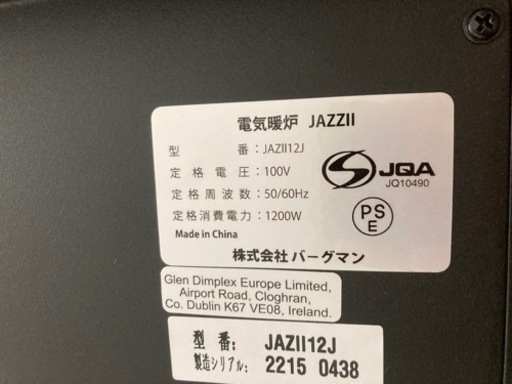 電気暖炉 JAZZII
型 番：JAZII12J
定格電圧：100V
定格周波数：50/60Hz
定格消費電力：1200W
Made in China
JQA
JQ10490
PS
E
株式会社 バーグマン
Glen Dimplex Europe Limited,
Airport Road, Cloghran,
Co. Dublin K67 VE08, Ireland.
型 番: JAZII12J
製造シリアル: 2215 0438